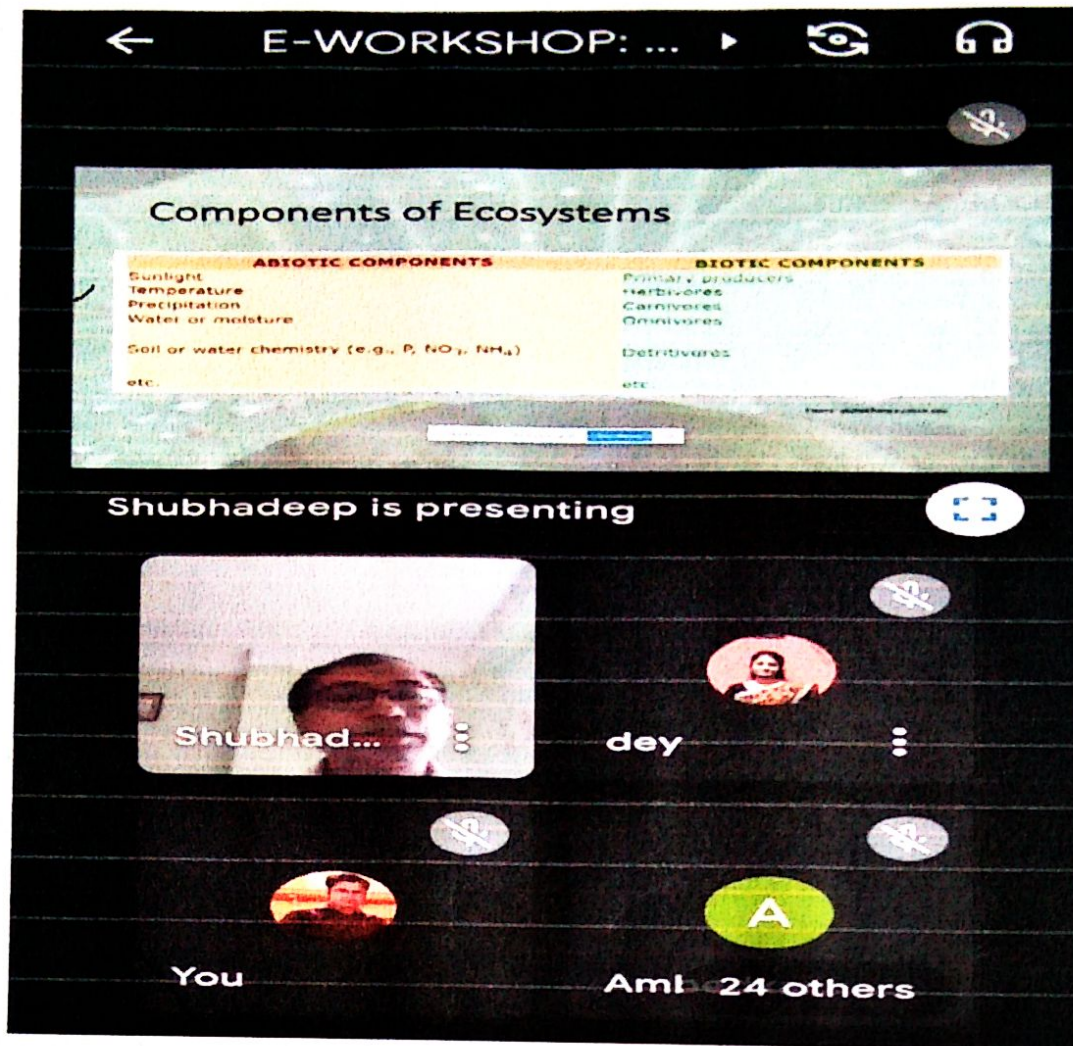 E-WORKSHOP: ...
Components of Ecosystems
ABIOTIC COMPONENTS
Sunlight
Temperature
Precipitation
Water or moisture
Soil or water chemistry (e.g., P, NO₃, NH₄)
etc.
BIOTIC COMPONENTS
Primary producers
Herbivores
Carnivores
Omnivores
Detritivores
etc.
Shubhadeep is presenting
Shubhad...
dey
You
A
Aml 24 others